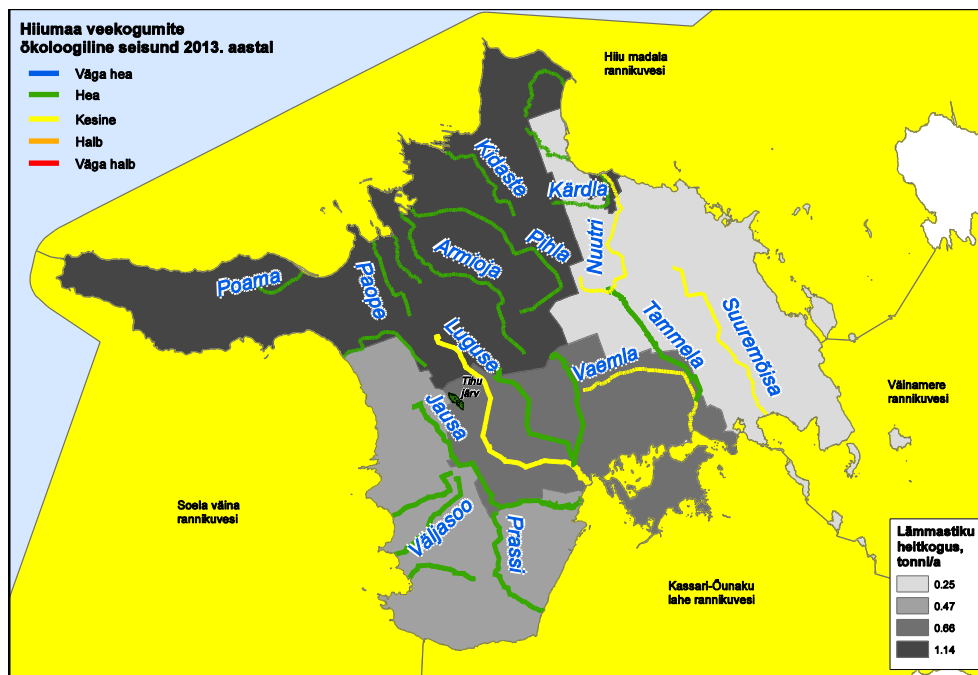 Hiiumaa veekogumite
ökoloogiline seisund 2013. aastal
Väga hea
Hea
Kesine
Halb
Väga halb
Hiiu madala
rannikuvesi
Kidaste
Kärdla
Nuutri
Pihla
Armioja
Paope
Poama
Luguse
Tammela
Suuremõisa
Vaemla
Tihu
järv
Jausa
Väinamere
rannikuvesi
Soela väina
rannikuvesi
Väljasoo
Prassi
Kassari-Õunaku
lahe rannikuvesi
Lämmastiku
heitkogus,
tonni/a
0.25
0.47
0.66
1.14